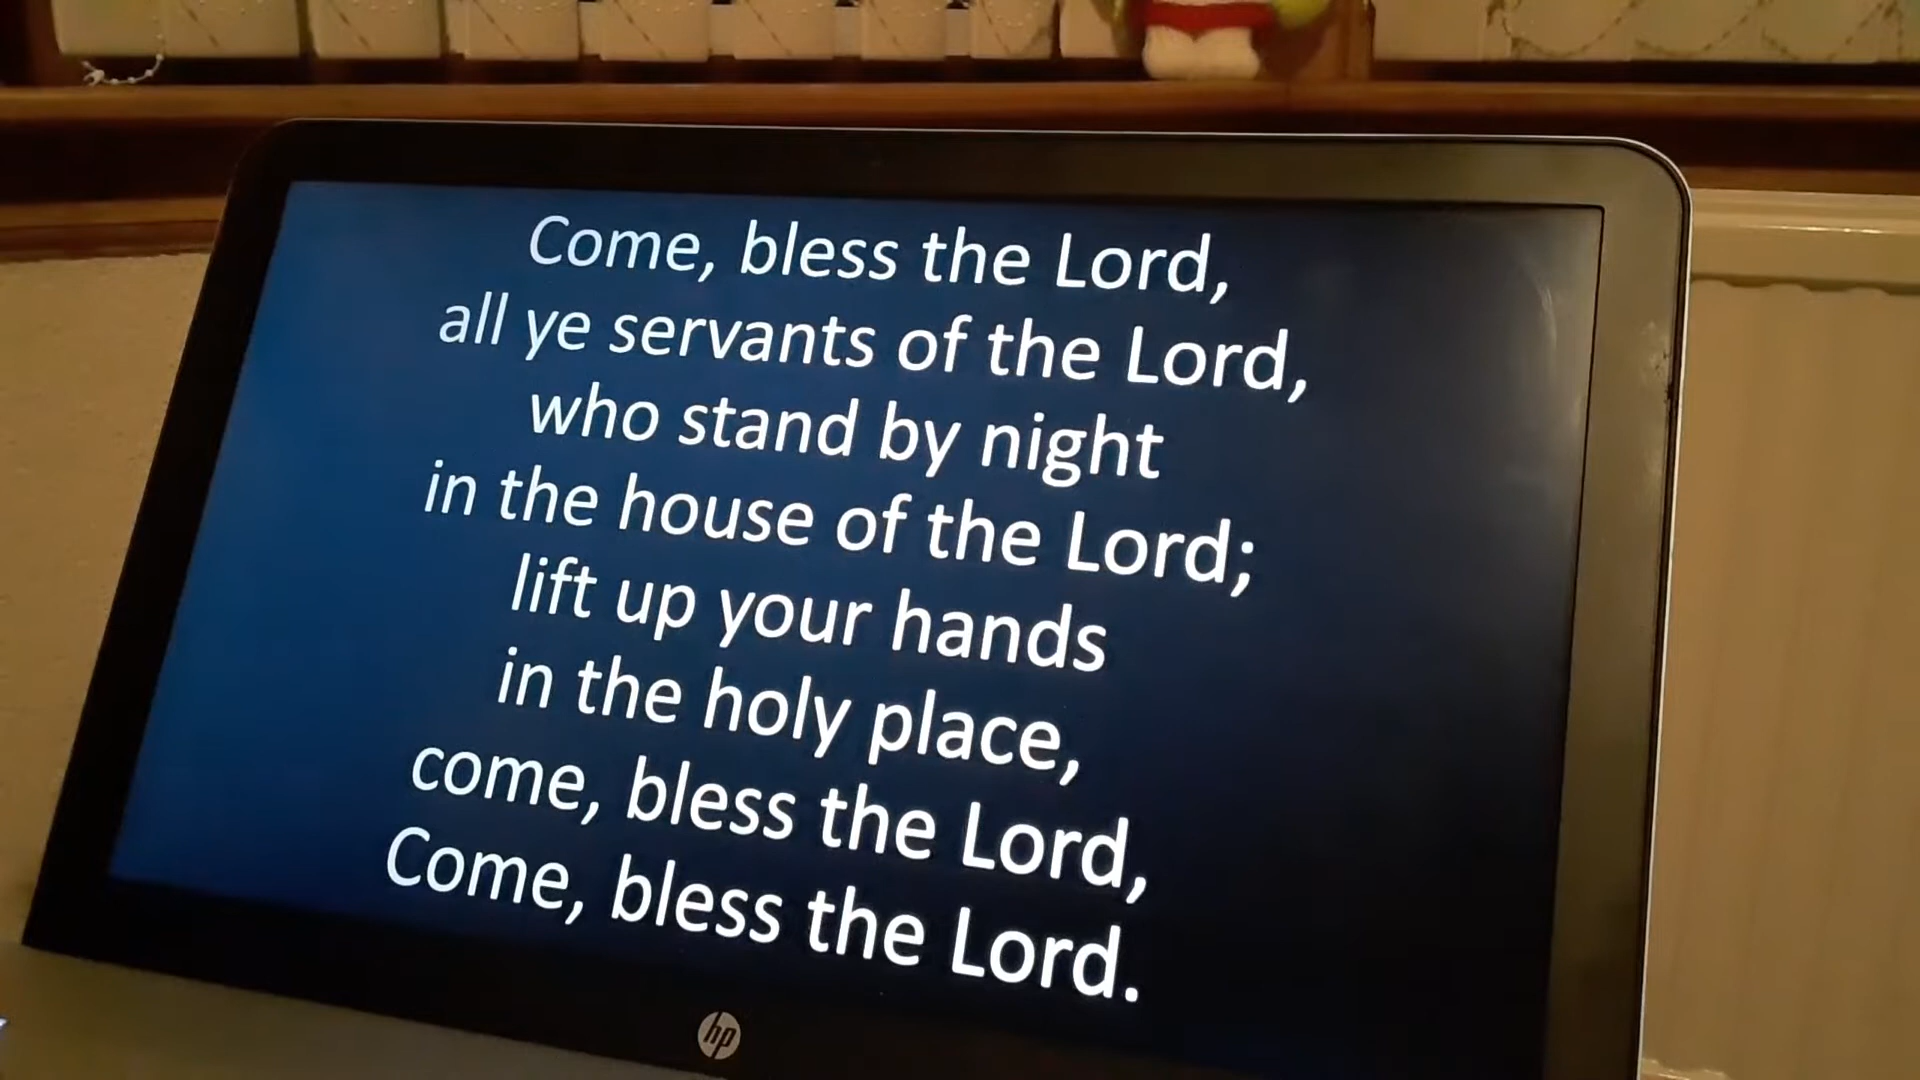 Come, bless the Lord,
all ye servants of the Lord,
who stand by night
in the house of the Lord;
lift up your hands
in the holy place,
come, bless the Lord,
Come, bless the Lord.
hp